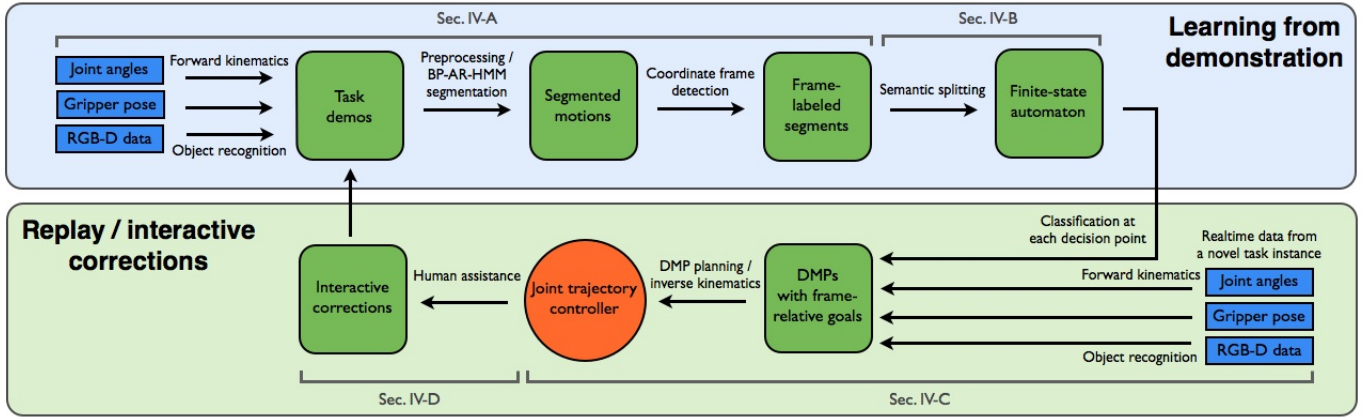 Sec. IV-A
Sec. IV-B
Learning from
demonstration
Joint angles
Gripper pose
RGB-D data
Forward kinematics
Object recognition
Task
demos
Preprocessing /
BP-AR-HMM
segmentation
Segmented
motions
Coordinate frame
detection
Frame-
labeled
segments
Semantic splitting
Finite-state
automaton
Replay / interactive
corrections
Interactive
corrections
Human assistance
Joint trajectory
controller
DMP planning /
inverse kinematics
DMPs
with frame-
relative goals
Classification at
each decision point
Forward kinematics
Object recognition
Realtime data from
a novel task instance
Joint angles
Gripper pose
RGB-D data
Sec. IV-D
Sec. IV-C